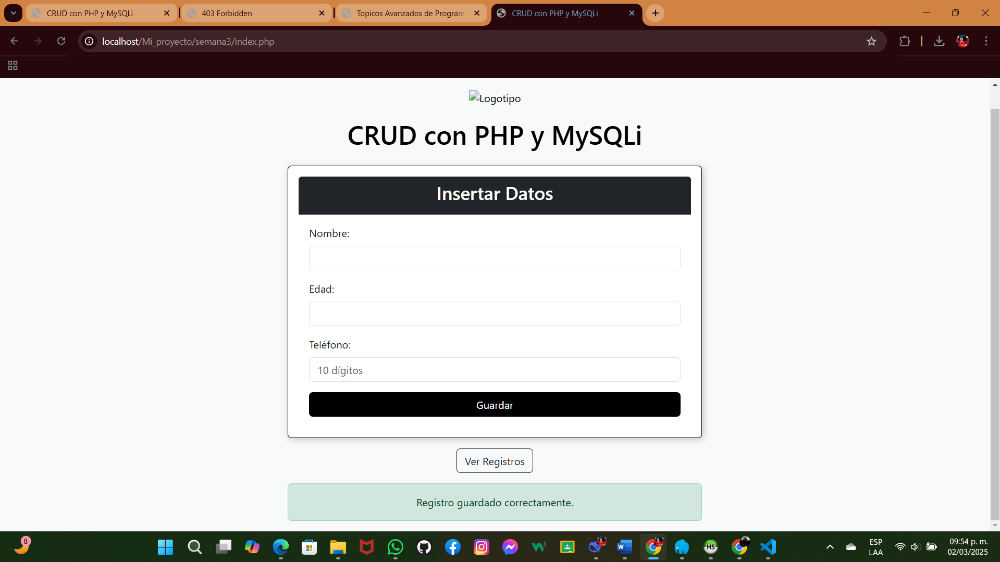 CRUD con PHP y MySQLi
403 Forbidden
Topicos Avanzados de Program
CRUD con PHP y MySQLi
localhost/Mi_proyecto/semana3/index.php
Logotipo
CRUD con PHP y MySQLi
Insertar Datos
Nombre:
Edad:
Teléfono:
10 dígitos
Guardar
Ver Registros
Registro guardado correctamente.
8
W
HS
ESP
LAA
09:54 p. m.
02/03/2025